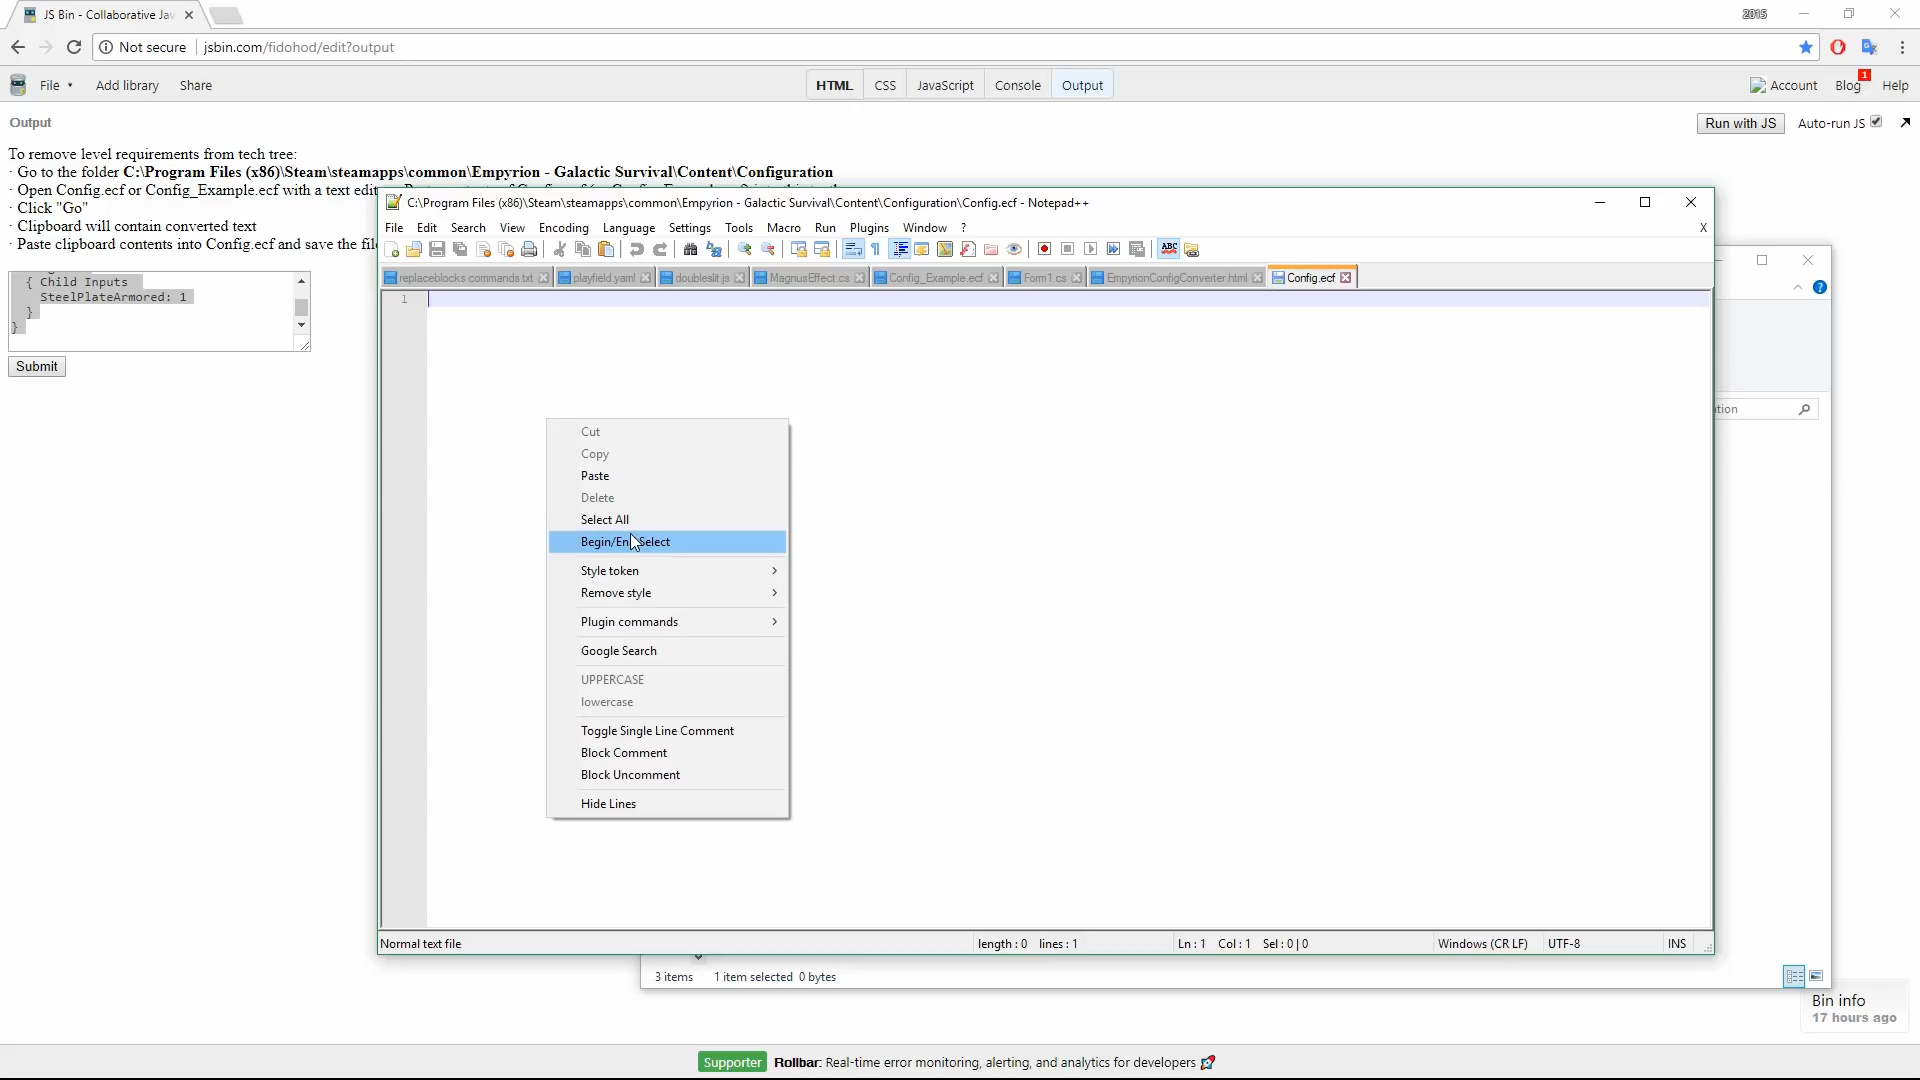 JS Bin - Collaborative Jav
2015
Not secure
jsbin.com/fidohod/edit?output
File
Add library
Share
HTML
CSS
JavaScript
Console
Output
Account
Blog
1
Help
Output
Run with JS
Auto-run JS
To remove level requirements from tech tree:
· Go to the folder C:\Program Files (x86)\Steam\steamapps\common\Empyrion - Galactic Survival\Content\Configuration
· Open Config.ecf or Config_Example.ecf with a text edit
· Click "Go"
· Clipboard will contain converted text
· Paste clipboard contents into Config.ecf and save the fil
{ Child Inputs
SteelPlateArmored: 1
}
}
Submit
C:\Program Files (x86)\Steam\steamapps\common\Empyrion - Galactic Survival\Content\Configuration\Config.ecf - Notepad++
File Edit Search View Encoding Language Settings Tools Macro Run Plugins Window ?
X
ABC
replaceblocks commands.txt
playfield.yaml
doubleslit.js
MagnusEffect.cs
Config_Example.ecf
Form1.cs
EmpyrionConfigConverter.html
Config.ecf
1
Cut
Copy
Paste
Delete
Select All
Begin/En Select
Style token
Remove style
Plugin commands
Google Search
UPPERCASE
lowercase
Toggle Single Line Comment
Block Comment
Block Uncomment
Hide Lines
Normal text file
length : 0 lines : 1
Ln : 1 Col : 1 Sel : 0 | 0
Windows (CR LF)
UTF-8
INS
3 items
1 item selected 0 bytes
Bin info
17 hours ago
Supporter
Rollbar: Real-time error monitoring, alerting, and analytics for developers